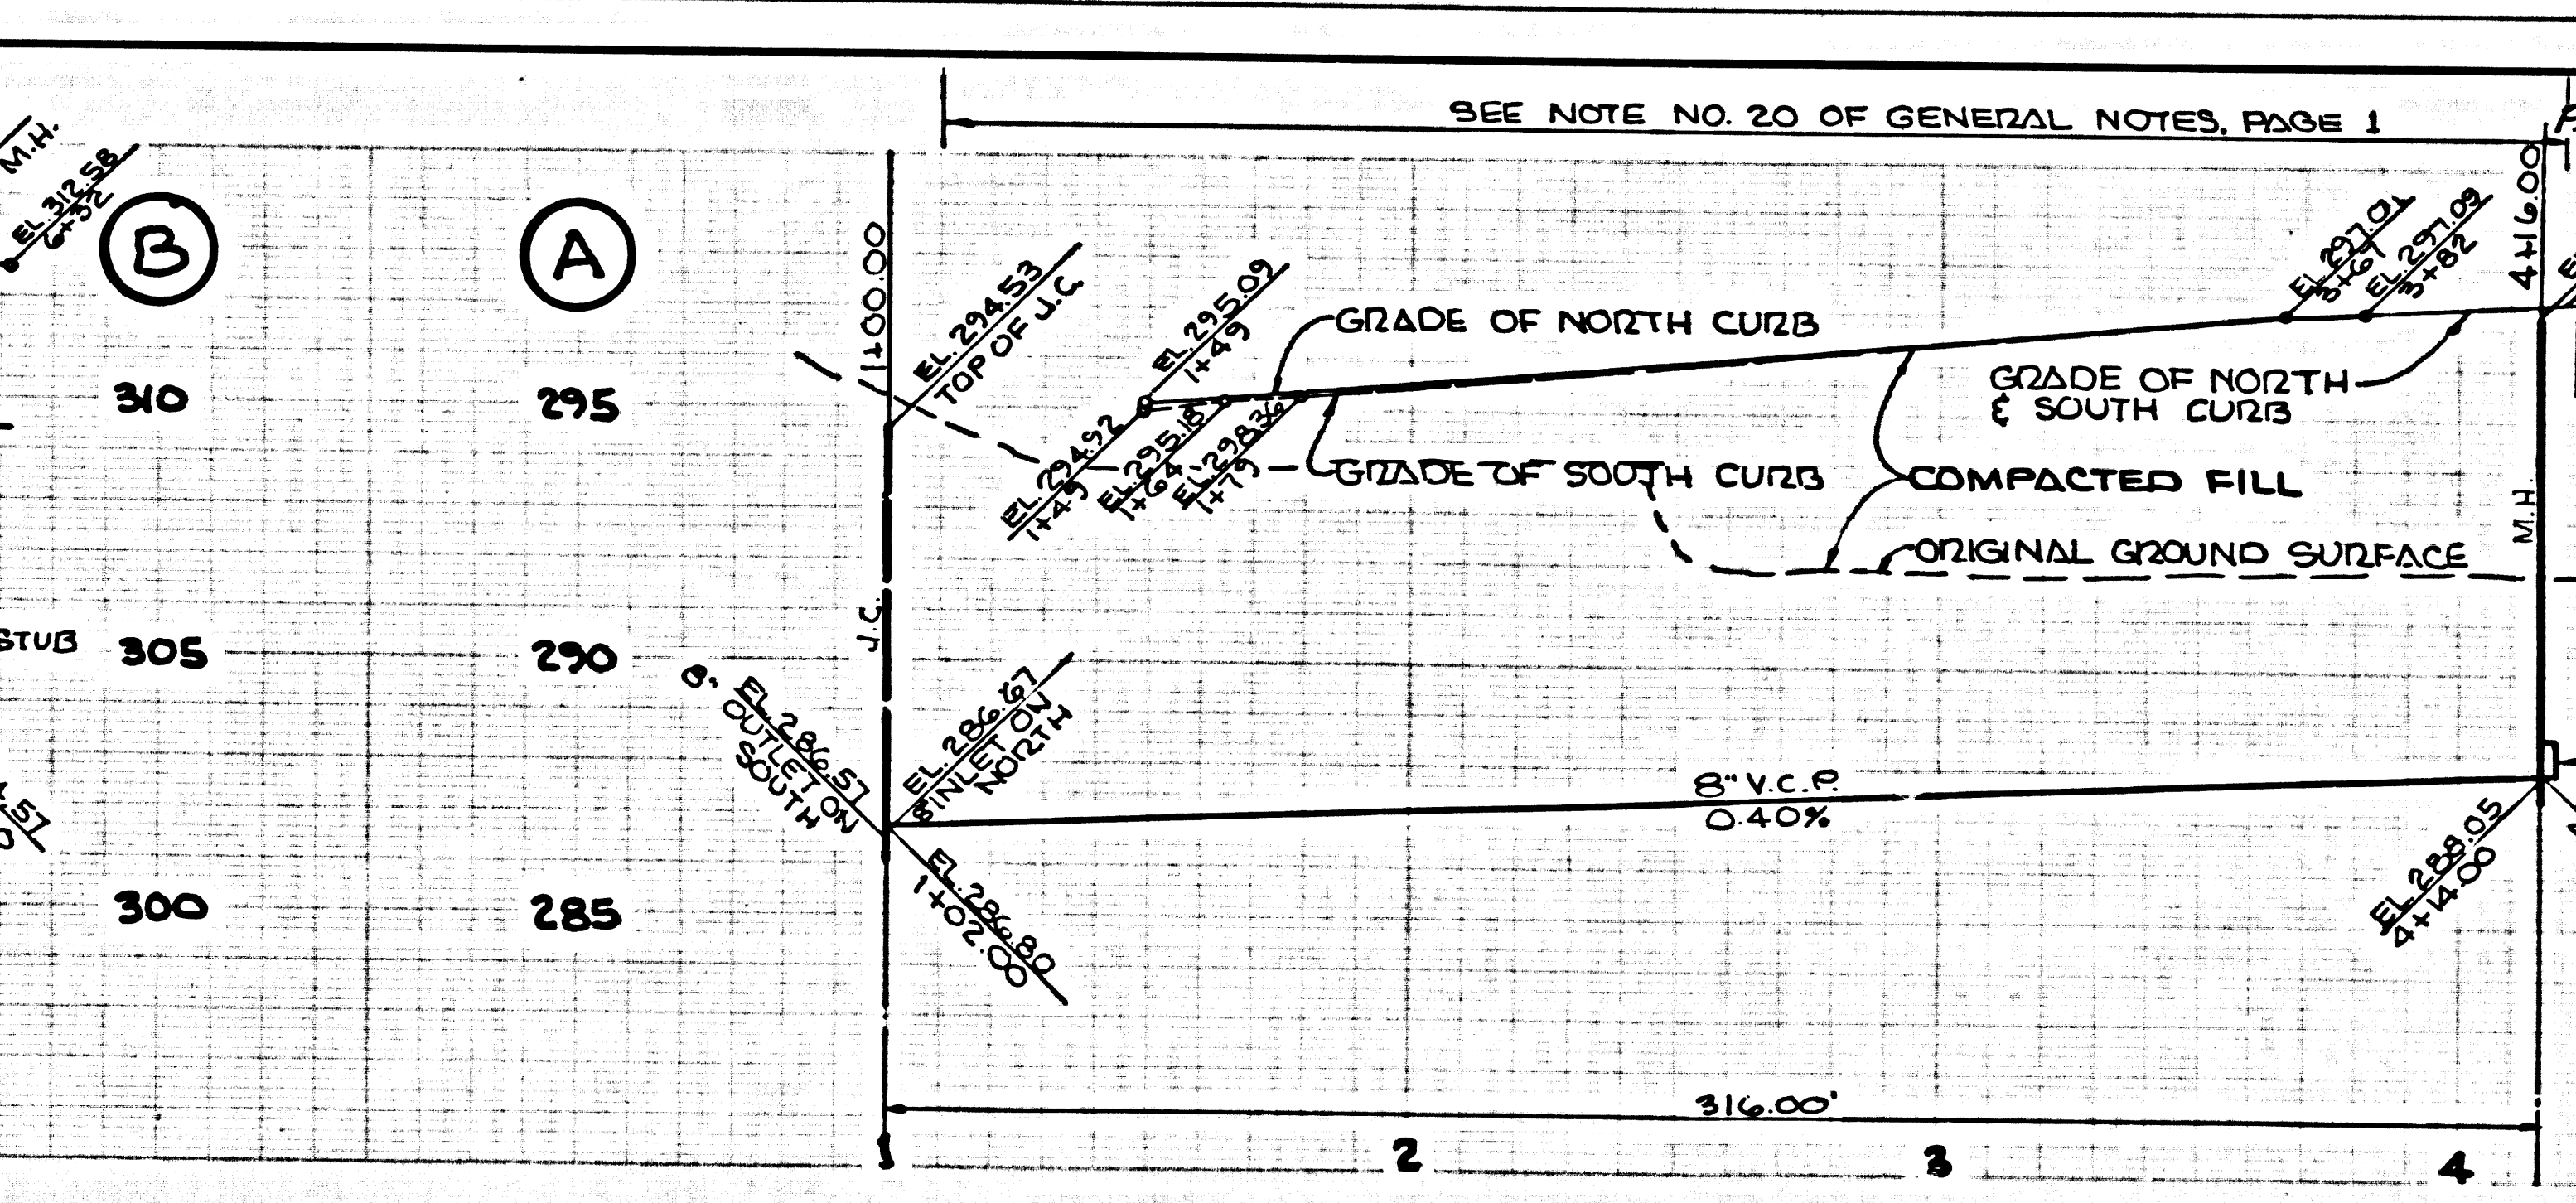 SEE NOTE NO. 20 OF GENERAL NOTES, PAGE 1
M.H.
EL. 312.58
6+32
B
A
1+00.00
EL. 294.53
TOP OF J.C.
EL. 295.09
1+49
GRADE OF NORTH CURB
EL. 297.01
3+67
EL. 297.09
3+82
4+16.00
310
295
GRADE OF NORTH
& SOUTH CURB
EL. 294.92
1+49
EL. 295.18
1+64
EL. 298.36
1+79
GRADE OF SOUTH CURB
COMPACTED FILL
M.H.
ORIGINAL GROUND SURFACE
J.C.
STUB
305
290
8"
EL. 286.57
OUTLET ON
SOUTH
EL. 286.67
8" INLET ON
NORTH
8" V.C.P.
0.40%
57
EL. 288.05
4+14.00
EL. 286.80
1+02.00
300
285
316.00'
1
2
3
4